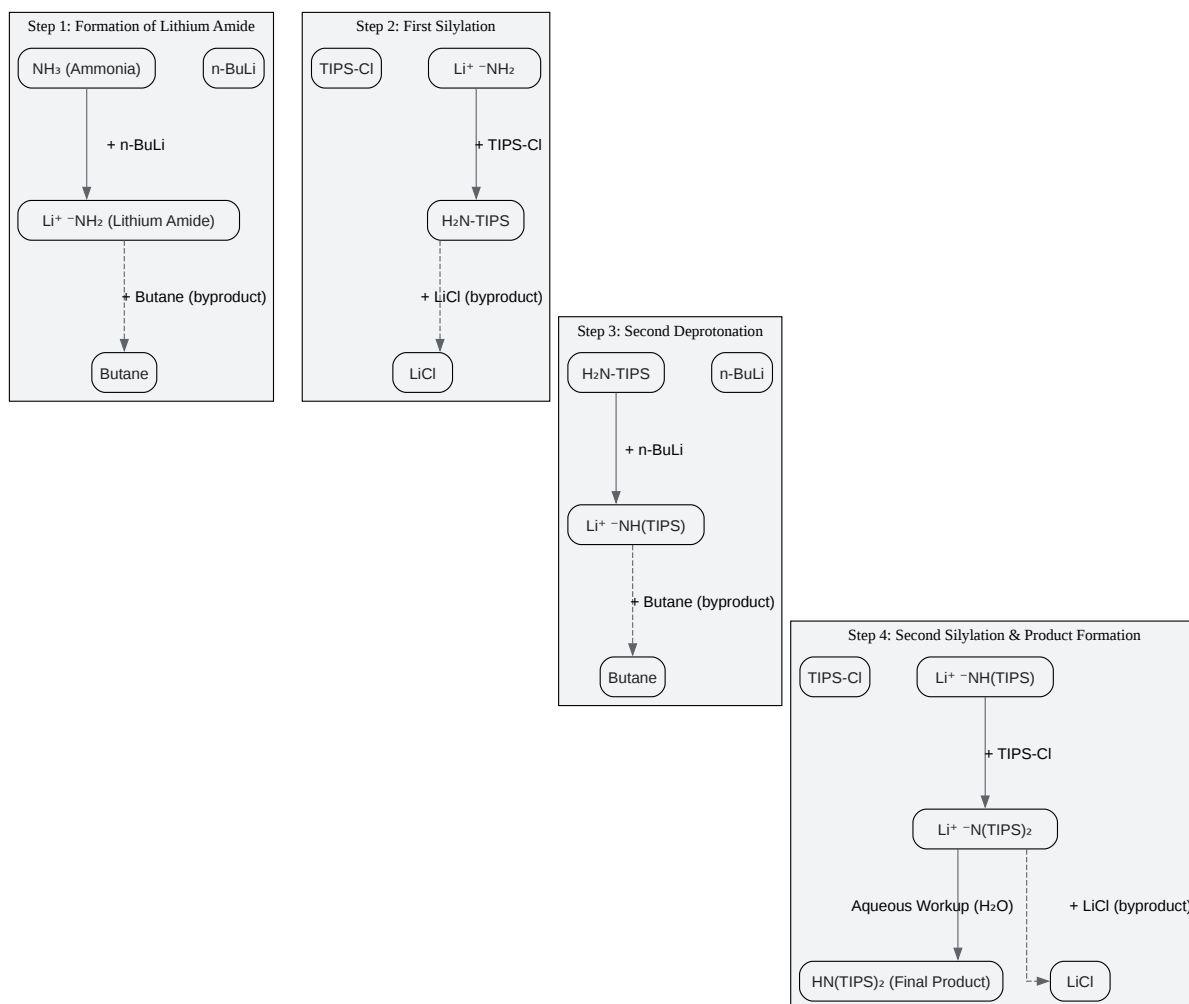 Step 1: Formation of Lithium Amide
NH₃ (Ammonia)
n-BuLi
+ n-BuLi
Li⁺ ⁻NH₂ (Lithium Amide)
+ Butane (byproduct)
Butane
Step 2: First Silylation
TIPS-Cl
Li⁺ ⁻NH₂
+ TIPS-Cl
H₂N-TIPS
+ LiCl (byproduct)
LiCl
Step 3: Second Deprotonation
H₂N-TIPS
n-BuLi
+ n-BuLi
Li⁺ ⁻NH(TIPS)
+ Butane (byproduct)
Butane
Step 4: Second Silylation & Product Formation
TIPS-Cl
Li⁺ ⁻NH(TIPS)
+ TIPS-Cl
Li⁺ ⁻N(TIPS)₂
Aqueous Workup (H₂O)
+ LiCl (byproduct)
HN(TIPS)₂ (Final Product)
LiCl